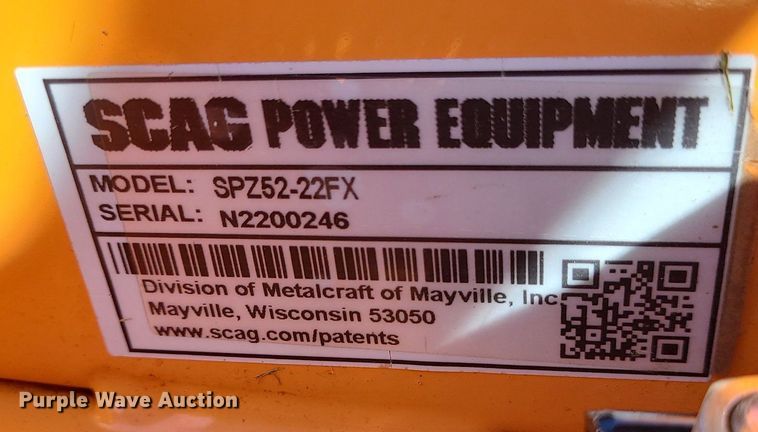 SCAG POWER EQUIPMENT
MODEL: SPZ52-22FX
SERIAL: N2200246
Division of Metalcraft of Mayville, Inc
Mayville, Wisconsin 53050
www.scag.com/patents
Purple Wave Auction